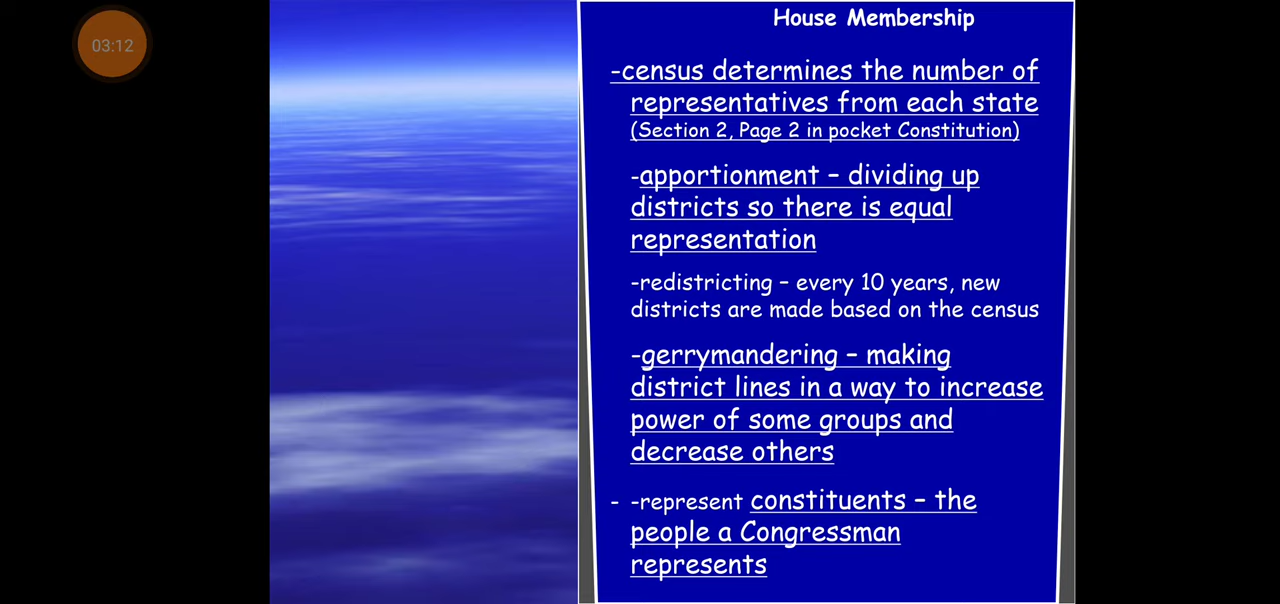 03:12
House Membership
-census determines the number of
representatives from each state
(Section 2, Page 2 in pocket Constitution)
-apportionment – dividing up
districts so there is equal
representation
-redistricting – every 10 years, new
districts are made based on the census
-gerrymandering – making
district lines in a way to increase
power of some groups and
decrease others
- -represent constituents – the
people a Congressman
represents